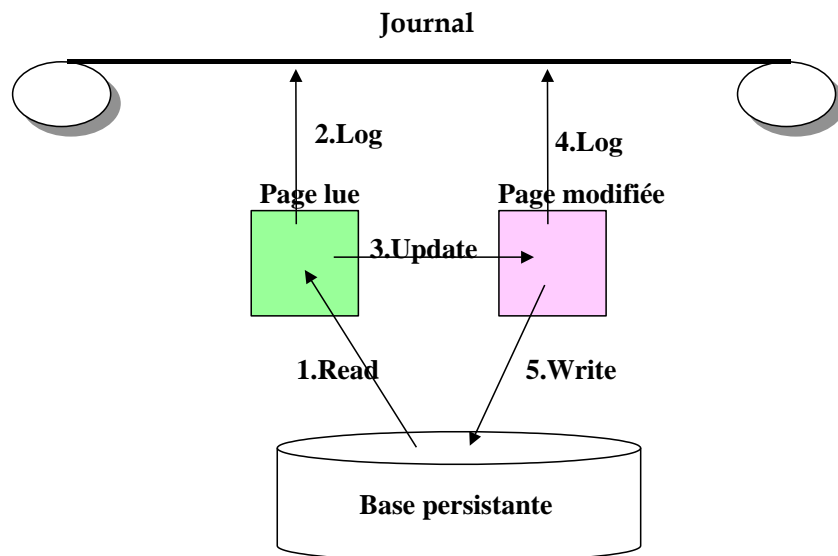 Journal
2.Log
4.Log
Page lue
Page modifiée
3.Update
1.Read
5.Write
Base persistante